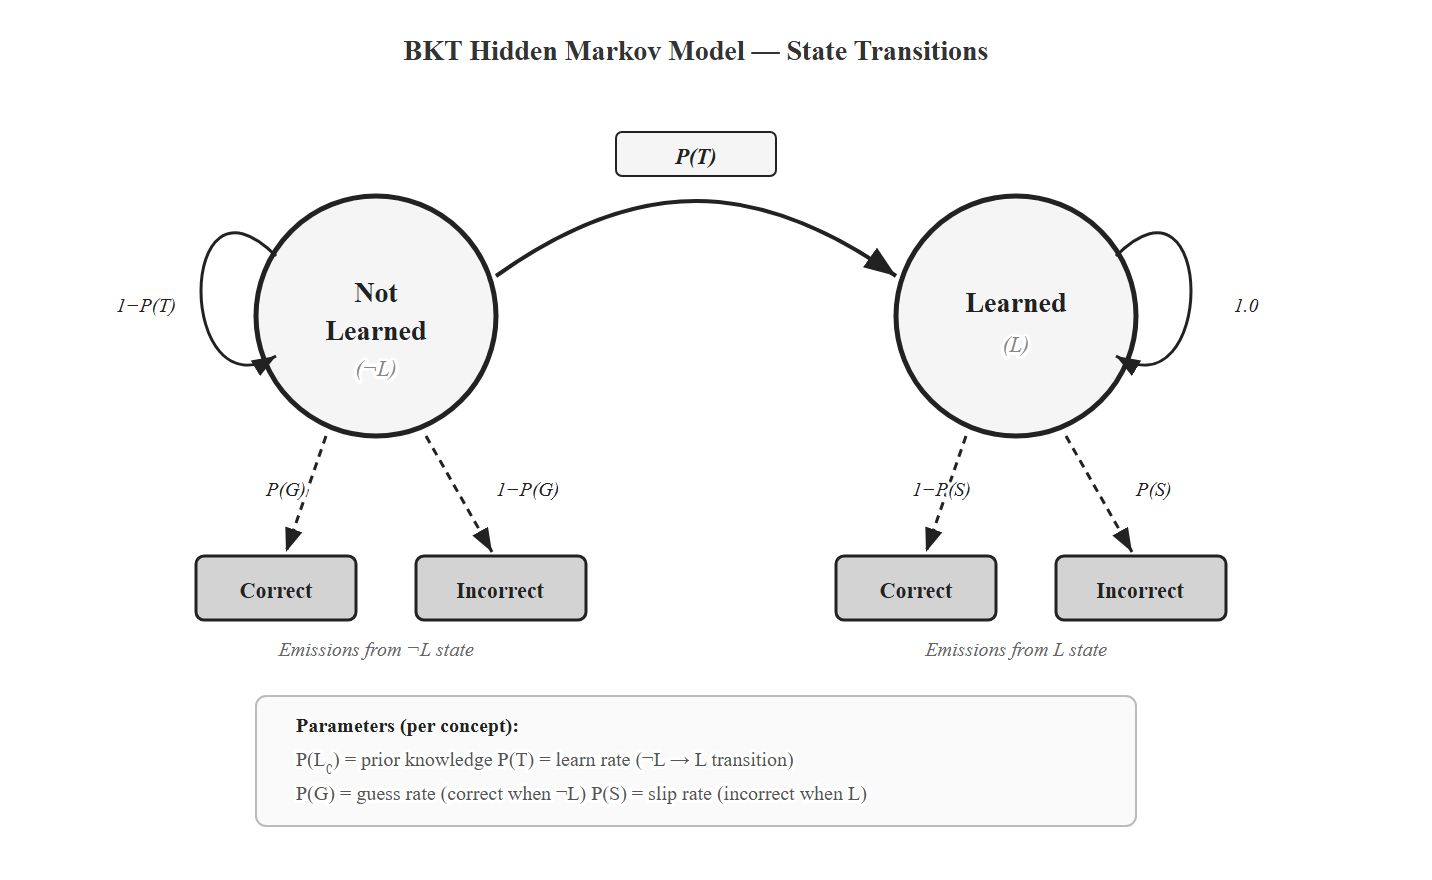 BKT Hidden Markov Model — State Transitions
P(T)
Not
Learned
(¬L)
Learned
(L)
1−P(T)
1.0
P(G)
1−P(G)
1−P(S)
P(S)
Correct
Incorrect
Correct
Incorrect
Emissions from ¬L state
Emissions from L state
Parameters (per concept):
P(L₀) = prior knowledge P(T) = learn rate (¬L → L transition)
P(G) = guess rate (correct when ¬L) P(S) = slip rate (incorrect when L)